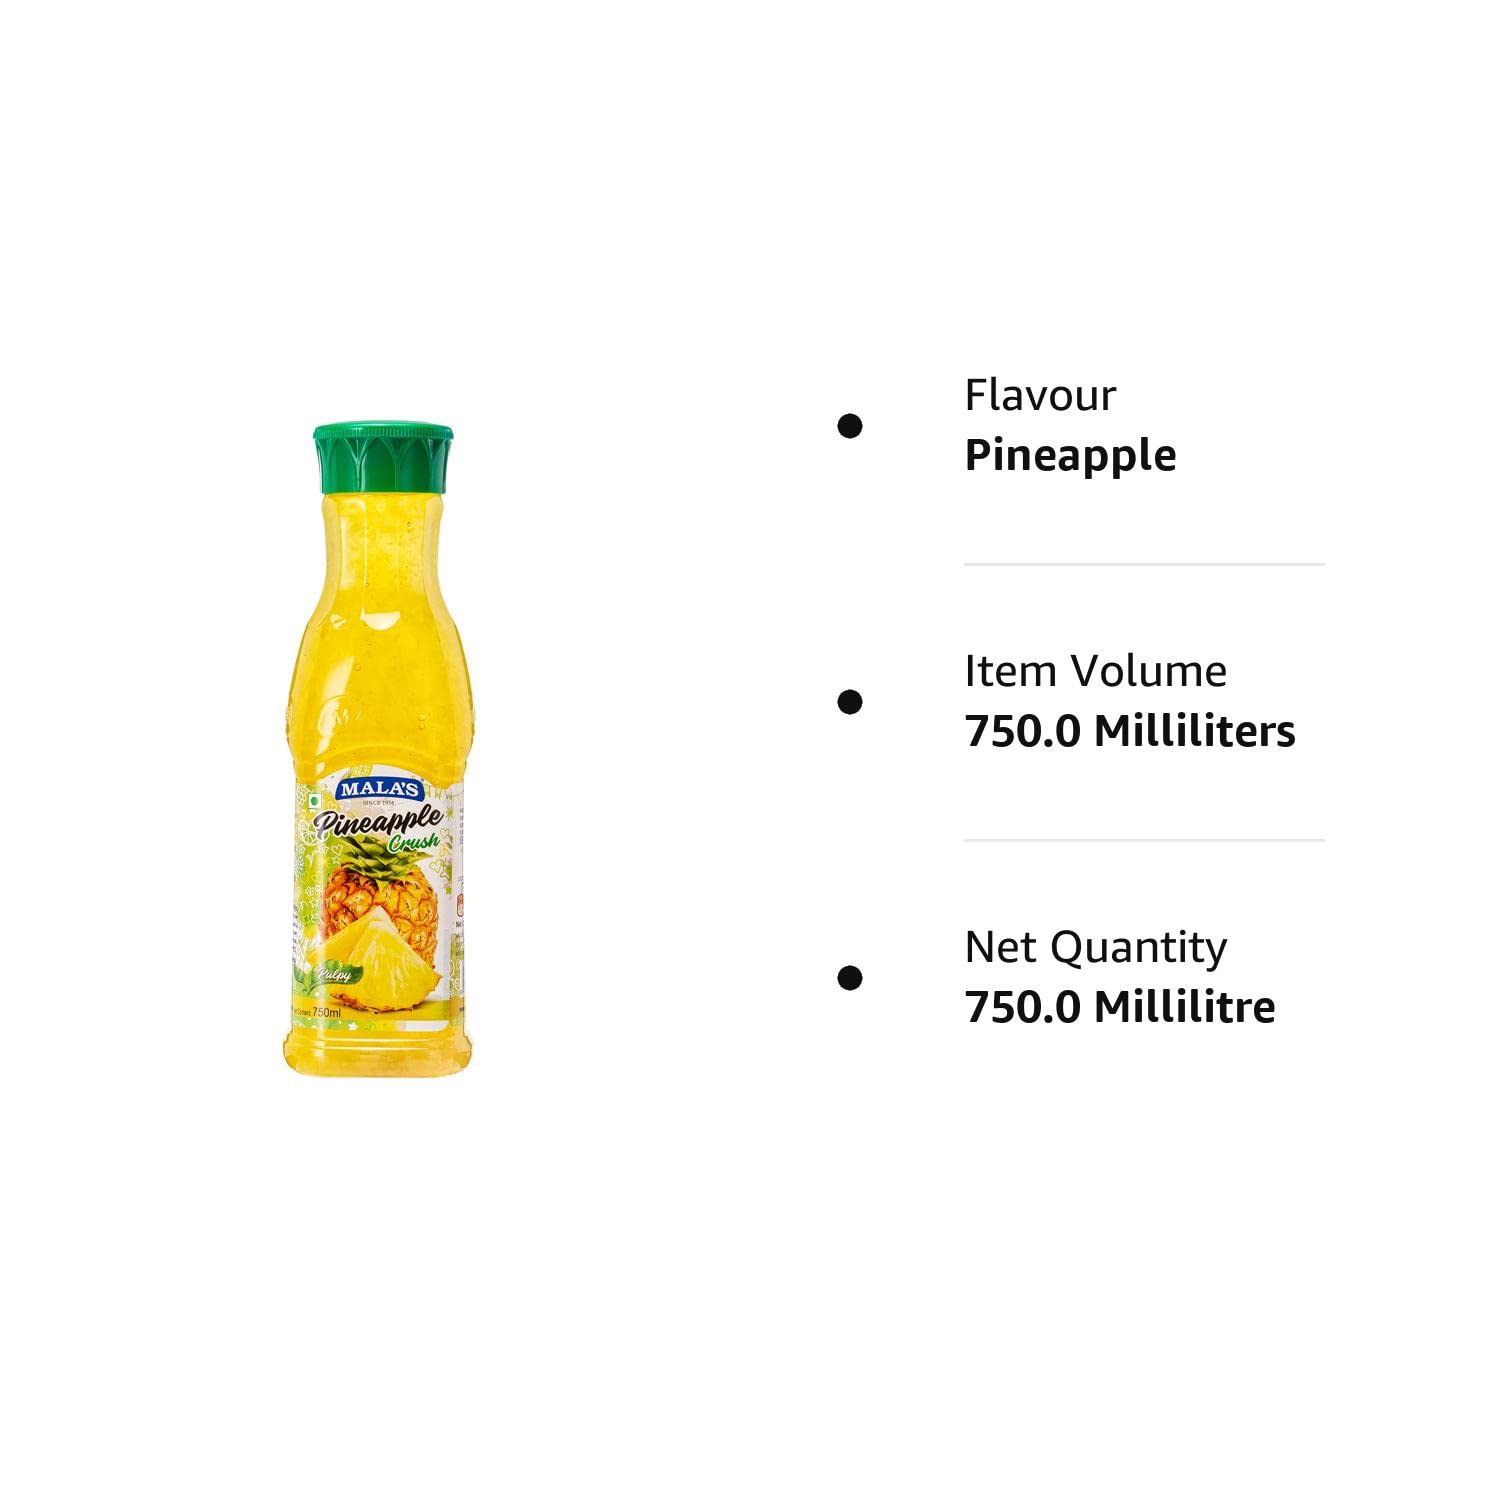 MALA'S
SINCE 1958
Pineapple
Crush
Pulpy
750ml
Flavour
Pineapple
Item Volume
750.0 Milliliters
Net Quantity
750.0 Millilitre